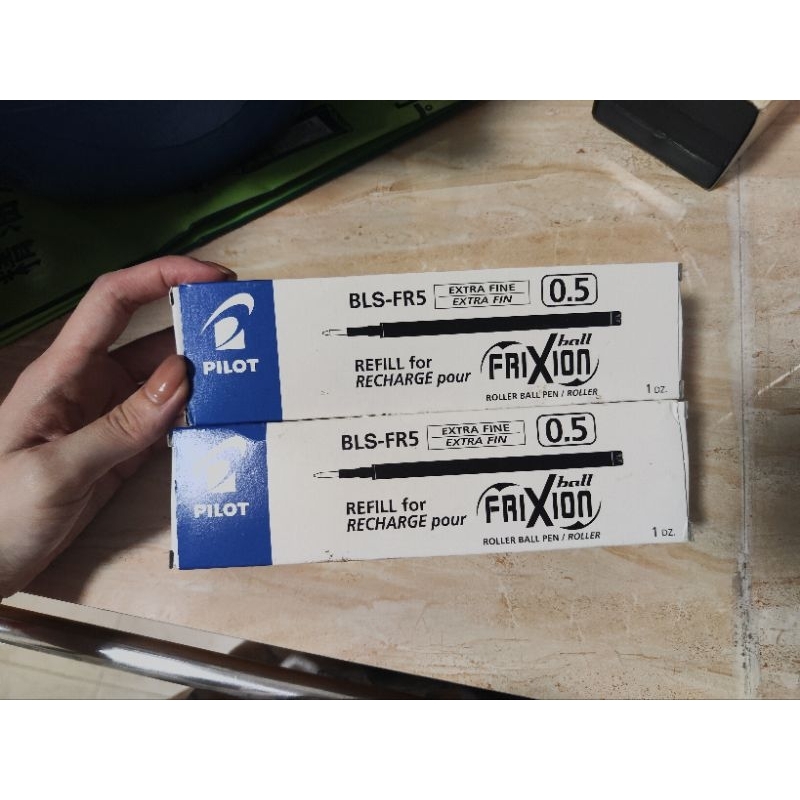 BLS-FR5 EXTRA FINE 0.5
EXTRA FIN
PILOT
REFILL for
RECHARGE pour
FRIXION ball
ROLLER BALL PEN / ROLLER
1 DZ.
BLS-FR5 EXTRA FINE 0.5
EXTRA FIN
PILOT
REFILL for
RECHARGE pour
FRIXION ball
ROLLER BALL PEN / ROLLER
1 DZ.